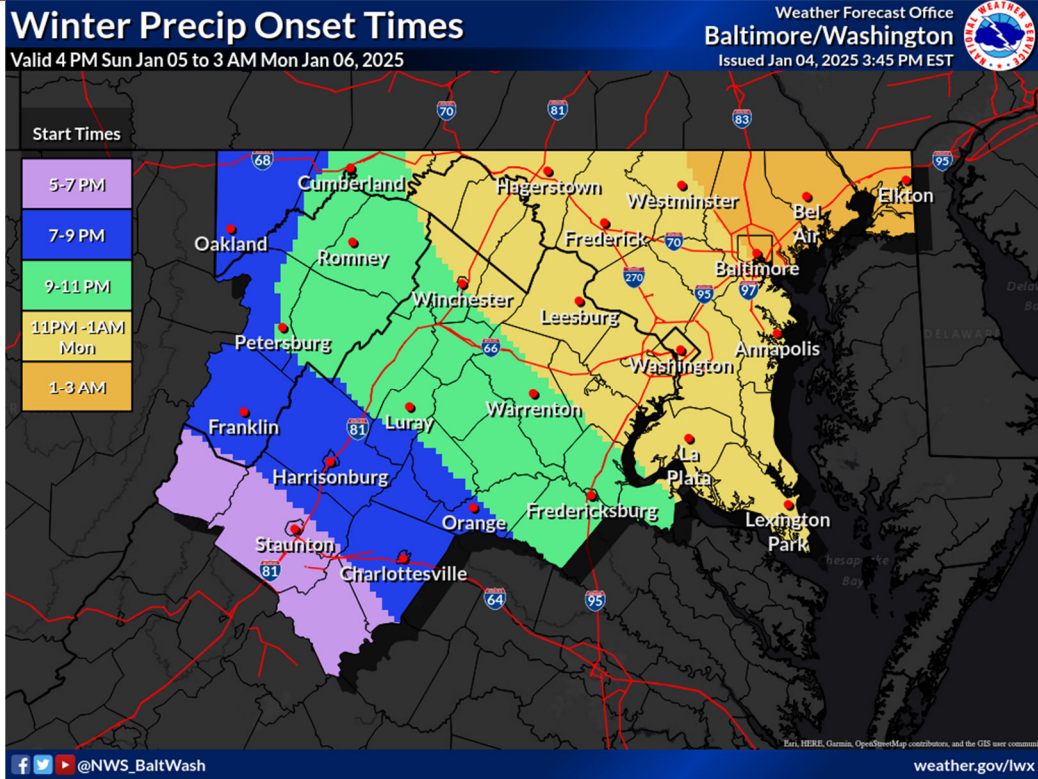 Winter Precip Onset Times
Valid 4 PM Sun Jan 05 to 3 AM Mon Jan 06, 2025
Weather Forecast Office
Baltimore/Washington
Issued Jan 04, 2025 3:45 PM EST
NATIONAL WEATHER SERVICE
Start Times
5-7 PM
7-9 PM
9-11 PM
11PM -1AM
Mon
1-3 AM
70
81
83
68
95
Cumberland
Hagerstown
Westminster
Elkton
Bel
Air
Oakland
Romney
Frederick
70
Baltimore
270
95
97
Winchester
Leesburg
Petersburg
66
Washington
Annapolis
DELAWARE
Franklin
81
Luray
Warrenton
La
Plata
Harrisonburg
Orange
Fredericksburg
Lexington
Park
Staunton
81
Charlottesville
64
95
Bay
Esri, HERE, Garmin, OpenStreetMap contributors, and the GIS user
@NWS_BaltWash
weather.gov/lwx